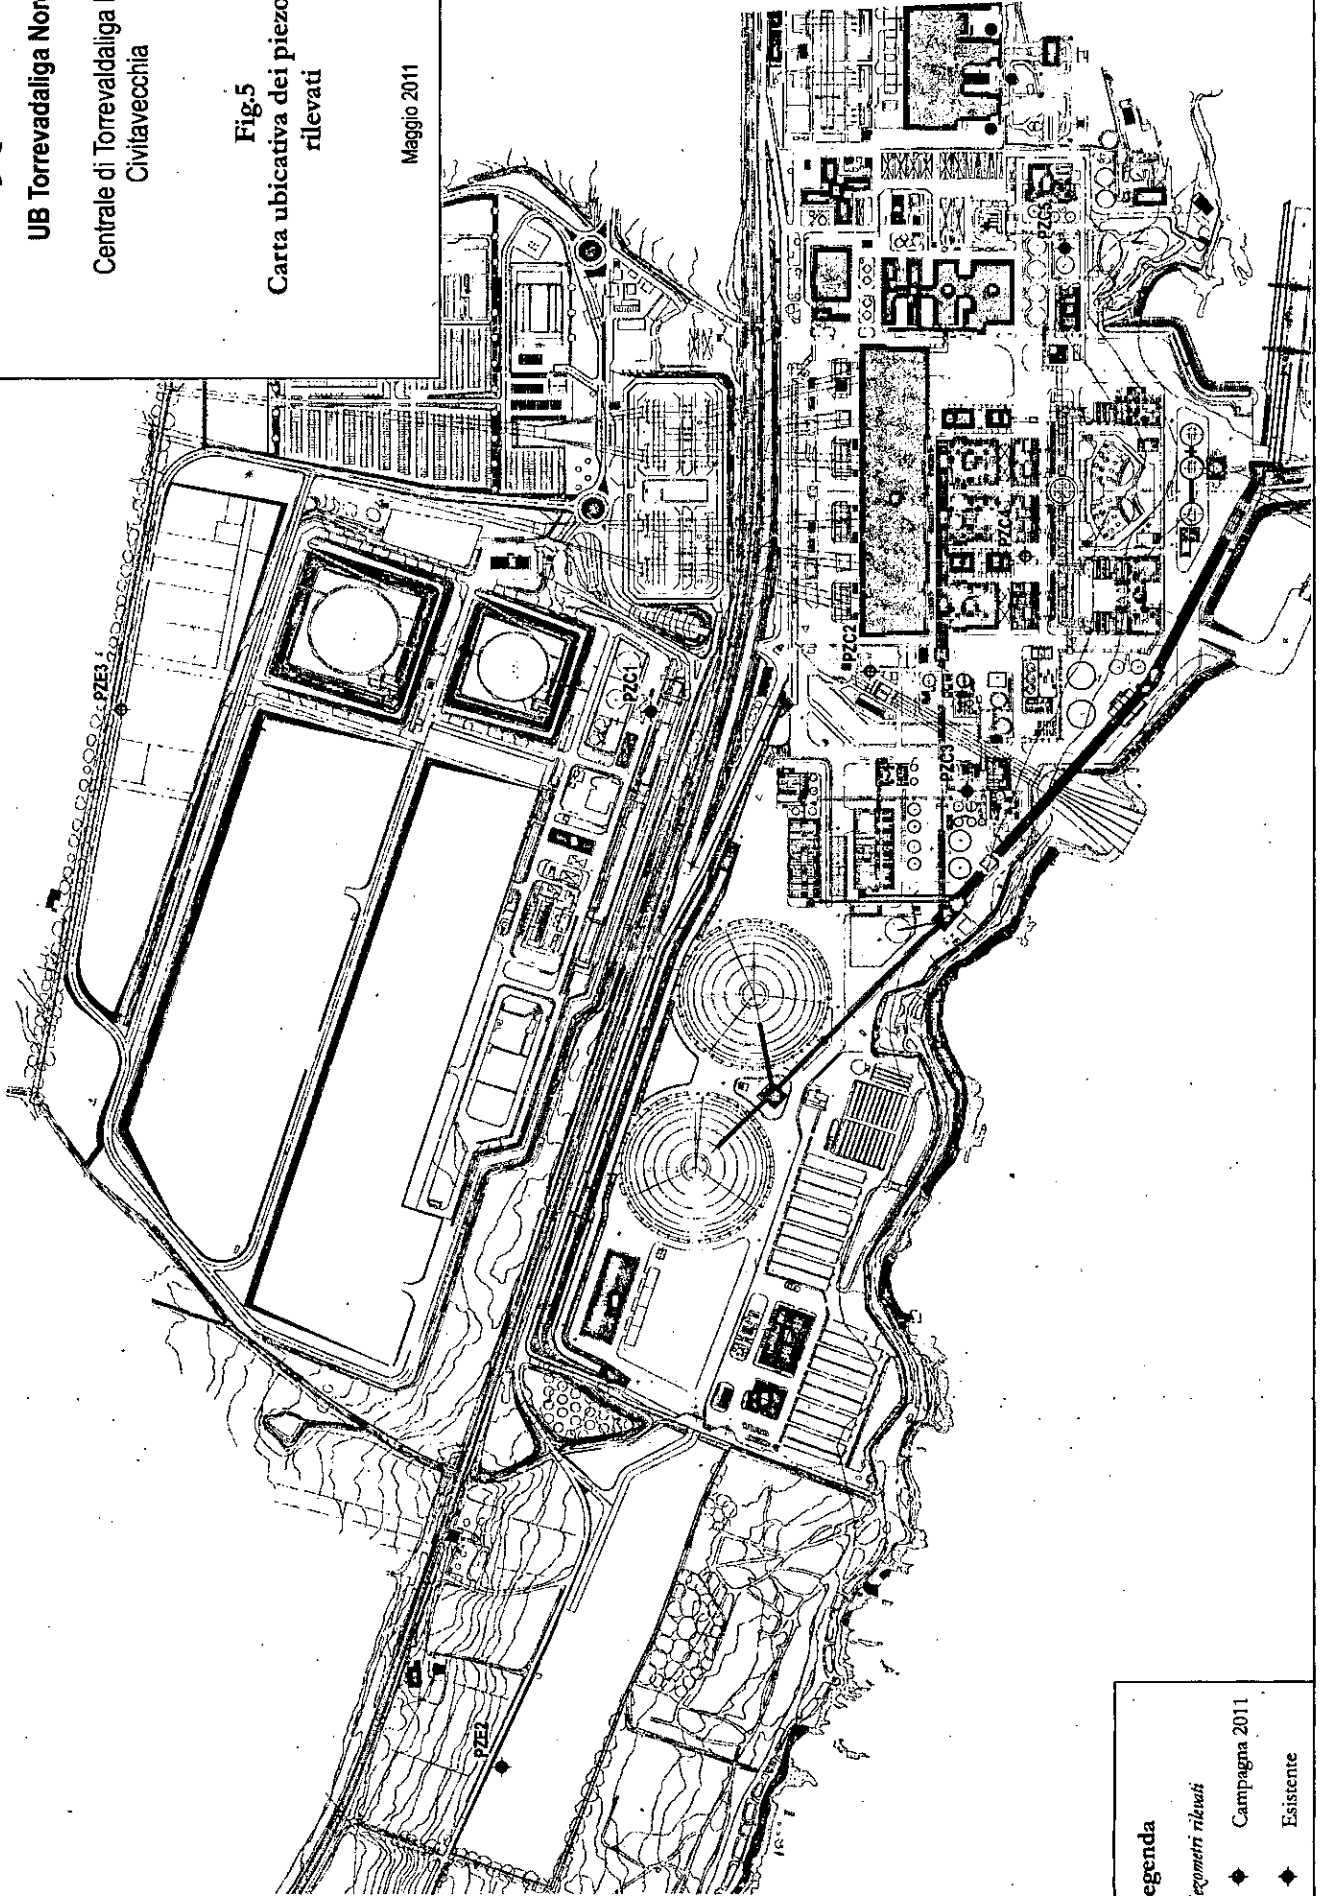 UB Torrevadaliga Nor
Centrale di Torrevaldaliga
Civitavecchia
Fig.5
Carta ubicativa dei piezo
rilevati
Maggio 2011
PZE3
PZC1
PZC2
PZC3
PZC4
PZC5
PZE2
egenda
ezometri rilevati
Campagna 2011
Esistente